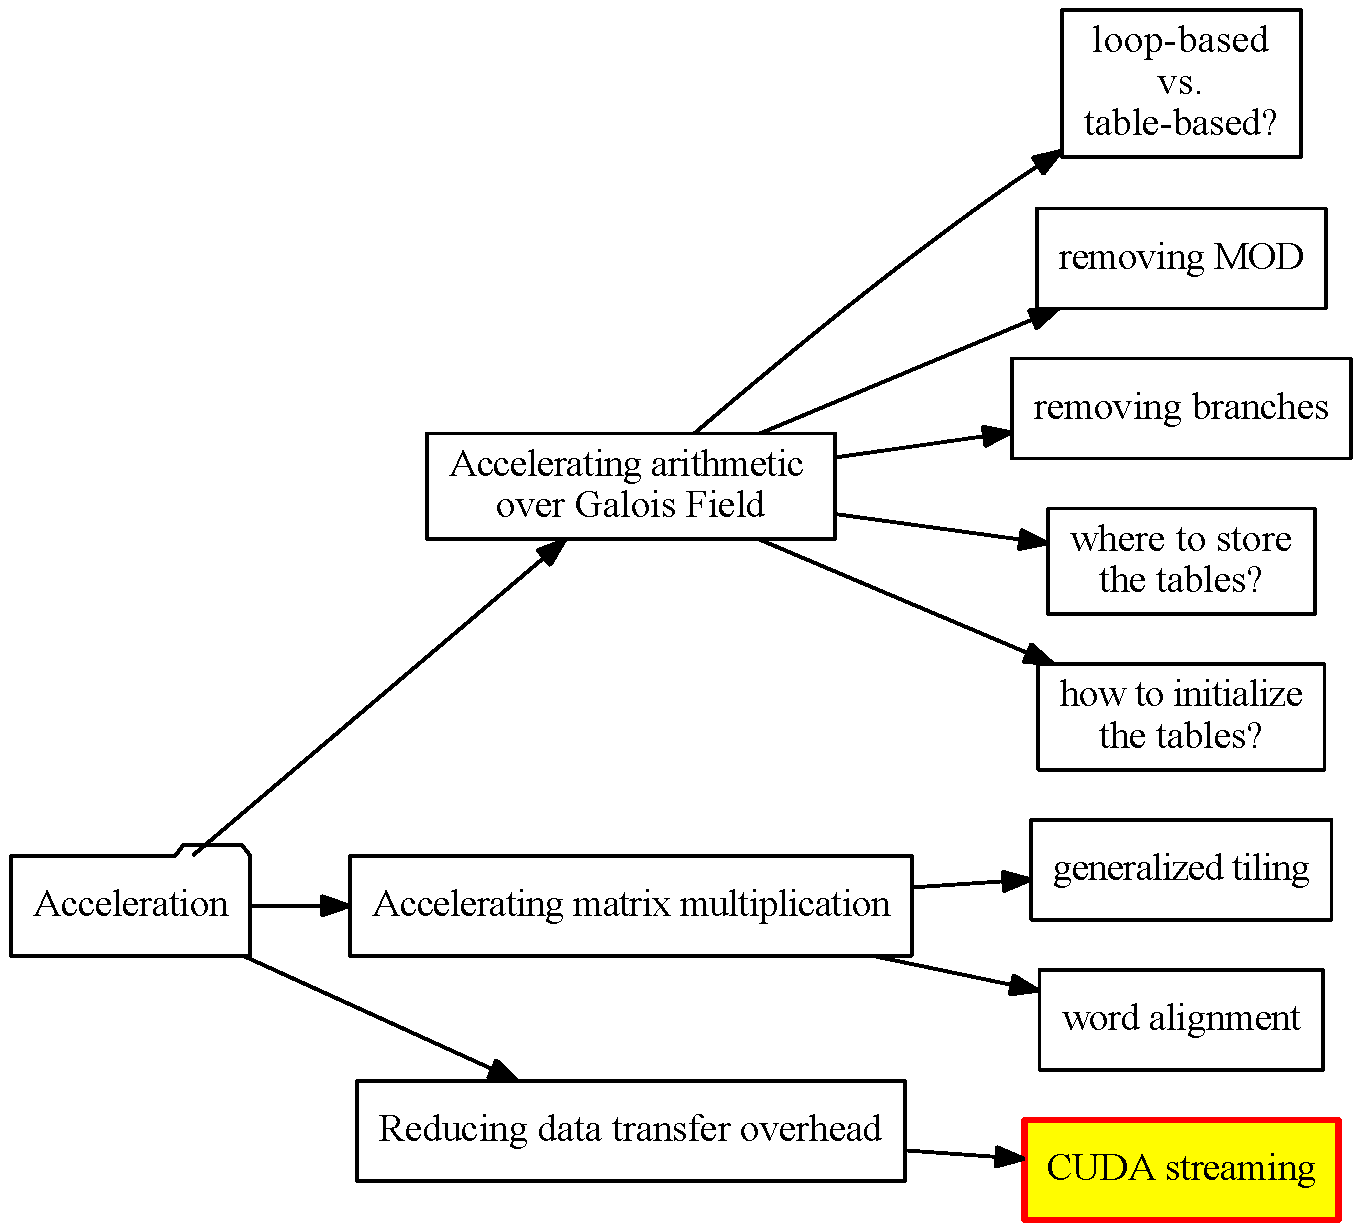 loop-based
vs.
table-based?
removing MOD
removing branches
Accelerating arithmetic
over Galois Field
where to store
the tables?
how to initialize
the tables?
Acceleration
Accelerating matrix multiplication
generalized tiling
word alignment
Reducing data transfer overhead
CUDA streaming